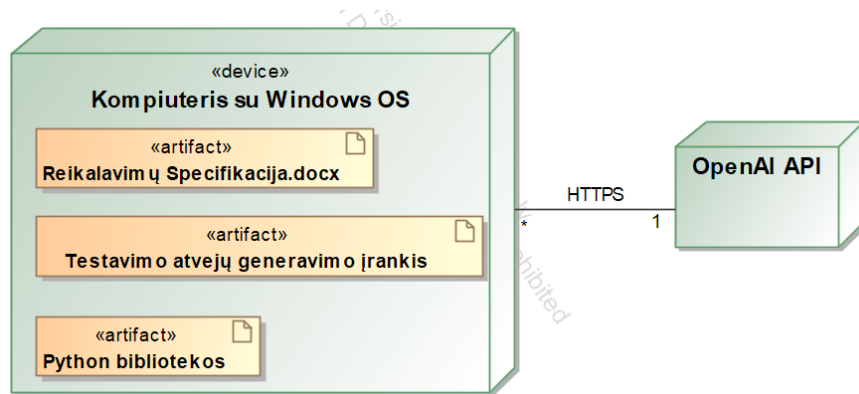 «device»
Kompiuteris su Windows OS
«artifact»
Reikalavimų Specifikacija.docx
«artifact»
Testavimo atvejų generavimo įrankis
«artifact»
Python bibliotekos
HTTPS
*
1
OpenAI API